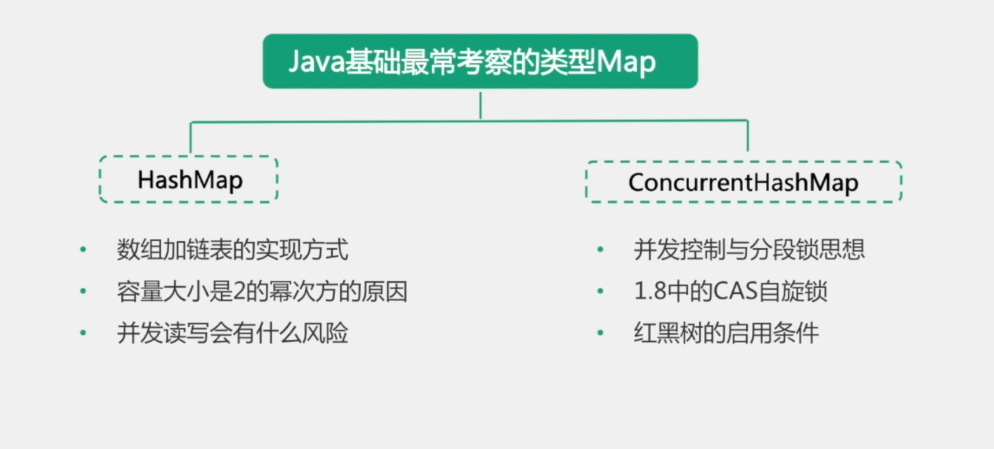 Java基础最常考察的类型Map
HashMap
• 数组加链表的实现方式
• 容量大小是2的幂次方的原因
• 并发读写会有什么风险
ConcurrentHashMap
• 并发控制与分段锁思想
• 1.8中的CAS自旋锁
• 红黑树的启用条件